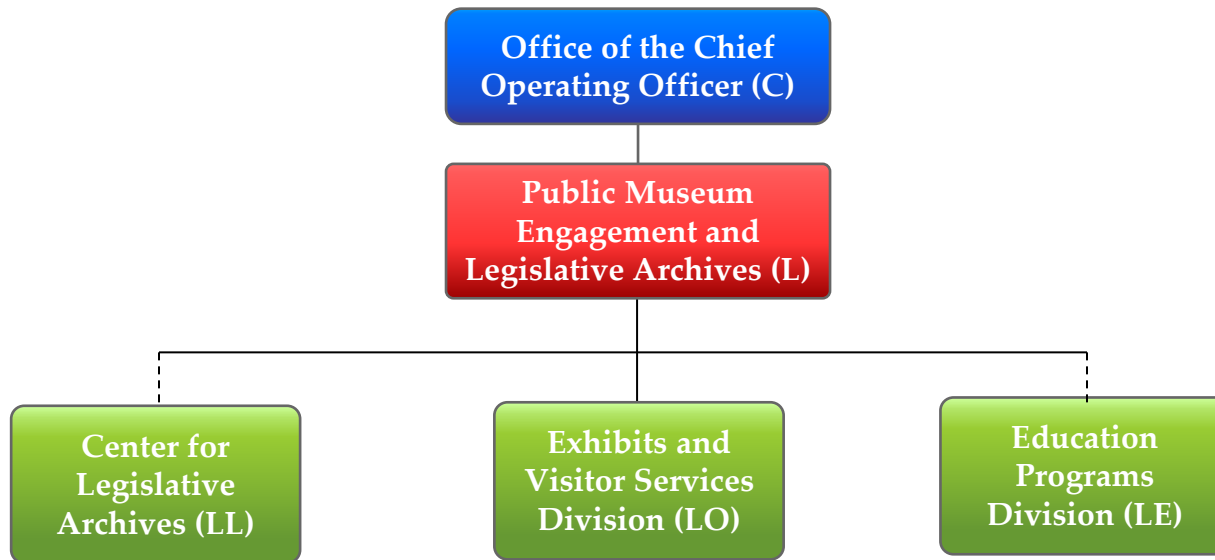 Office of the Chief
Operating Officer (C)
Public Museum
Engagement and
Legislative Archives (L)
Center for
Legislative
Archives (LL)
Exhibits and
Visitor Services
Division (LO)
Education
Programs
Division (LE)